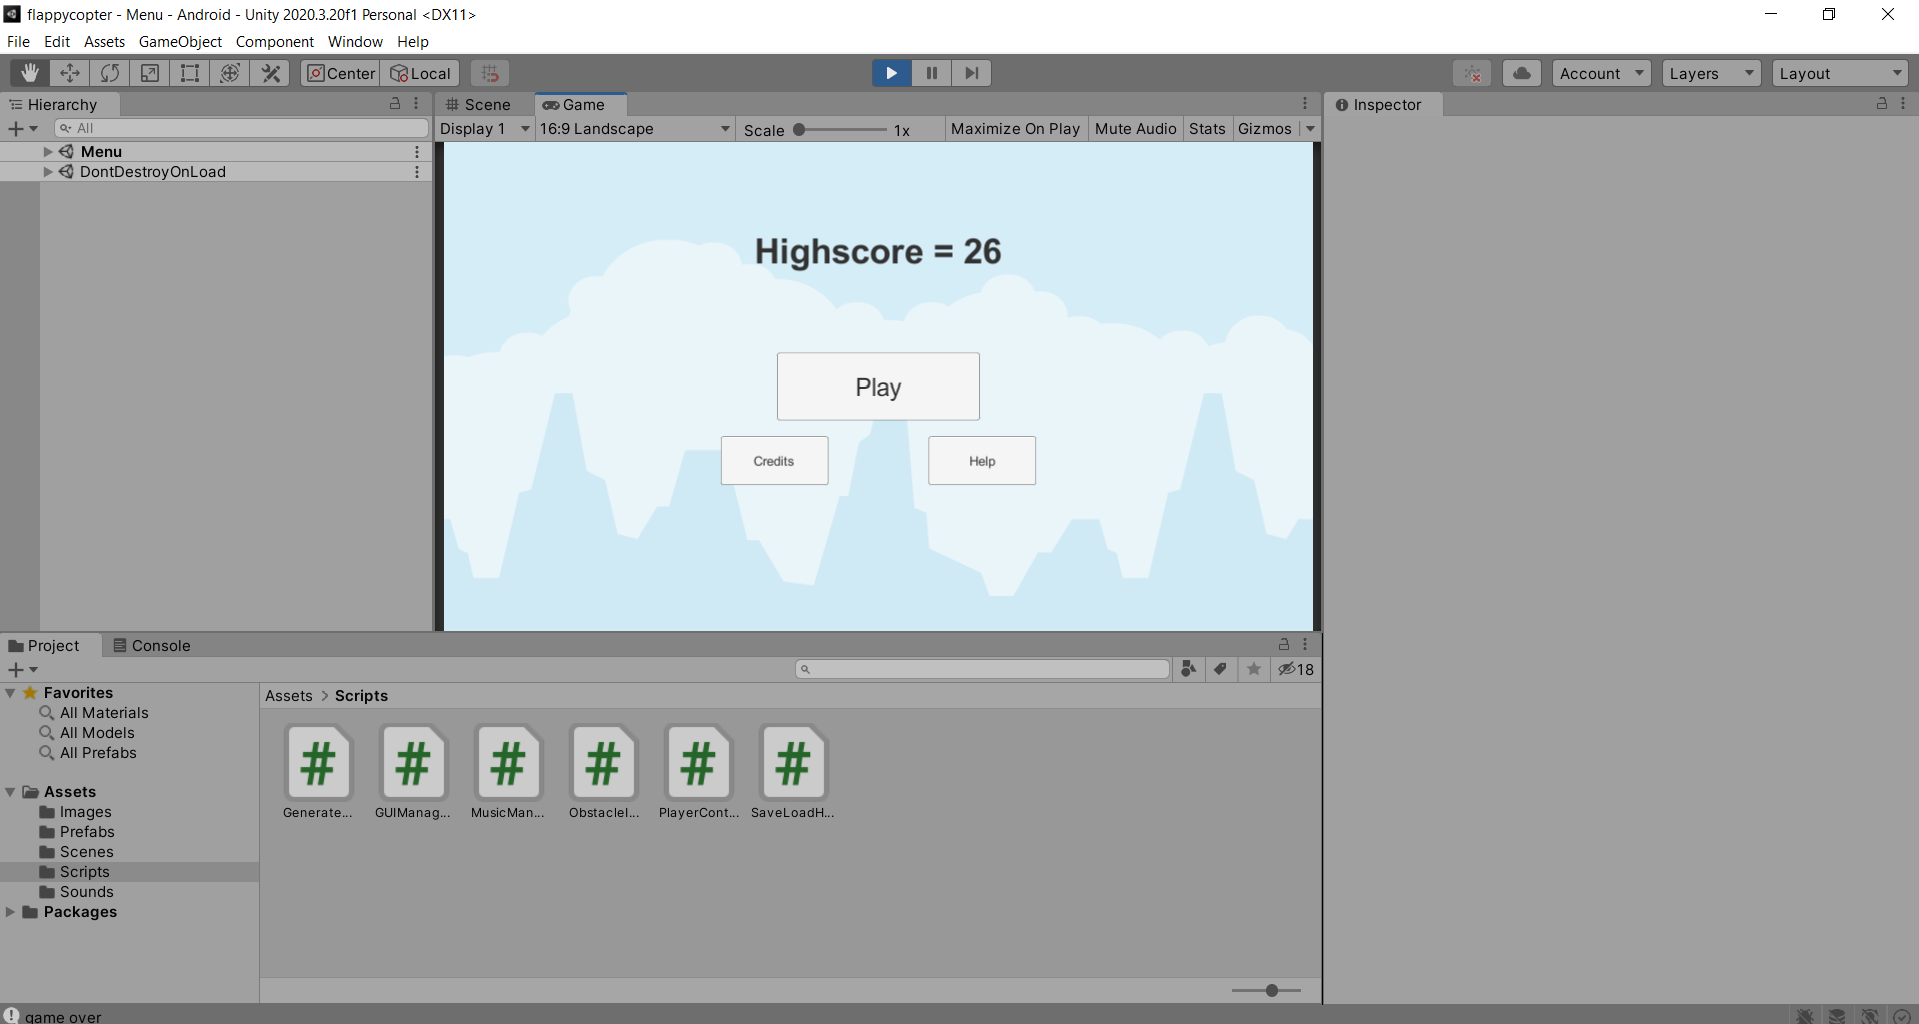 flappycopter - Menu - Android - Unity 2020.3.20f1 Personal <DX11>
File Edit Assets GameObject Component Window Help
Center Local Account Layers Layout
Hierarchy Scene Game Inspector
All Display 1 16:9 Landscape Scale 1x Maximize On Play Mute Audio Stats Gizmos
Menu
DontDestroyOnLoad
Highscore = 26
Play
Credits Help
Project Console
18
Favorites
All Materials
All Models
All Prefabs
Assets
Images
Prefabs
Scenes
Scripts
Sounds
Packages
Assets > Scripts
# # # # # #
Generate... GUIManag... MusicMan... ObstacleI... PlayerCont... SaveLoadH...
game over